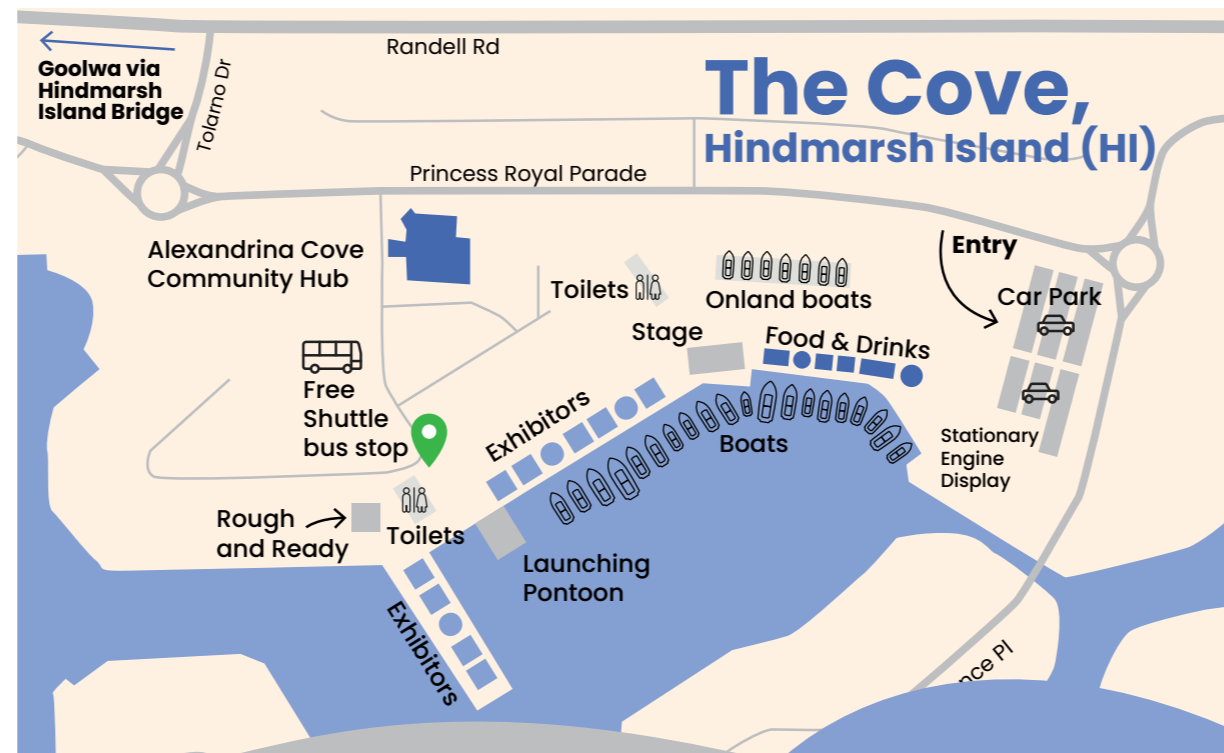 Randell Rd
Goolwa via
Hindmarsh
Island Bridge
Tolarno Dr
The Cove,
Hindmarsh Island (HI)
Princess Royal Parade
Alexandrina Cove
Community Hub
Entry
Toilets
Onland boats
Car Park
Stage
Food & Drinks
Free
Shuttle
bus stop
Exhibitors
Boats
Stationary
Engine
Display
Rough
and Ready
Toilets
Launching
Pontoon
Exhibitors
Pl